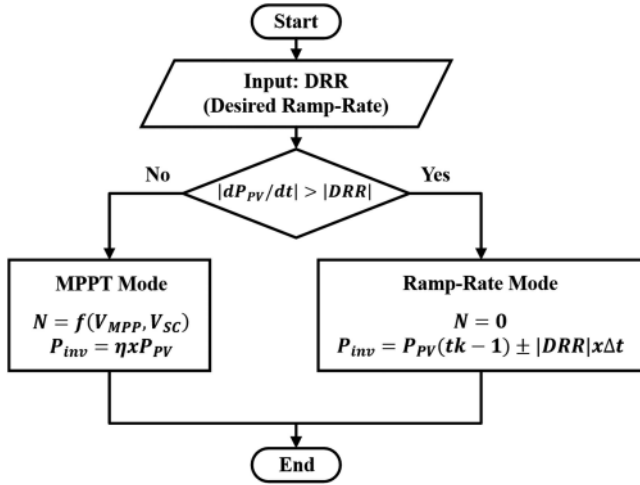 Start
Input: DRR
(Desired Ramp-Rate)
No
|dP_PV/dt| > |DRR|
Yes
MPPT Mode
N = f(V_MPP, V_SC)
P_inv = ηxP_PV
Ramp-Rate Mode
N = 0
P_inv = P_PV(tk − 1) ± |DRR|xΔt
End